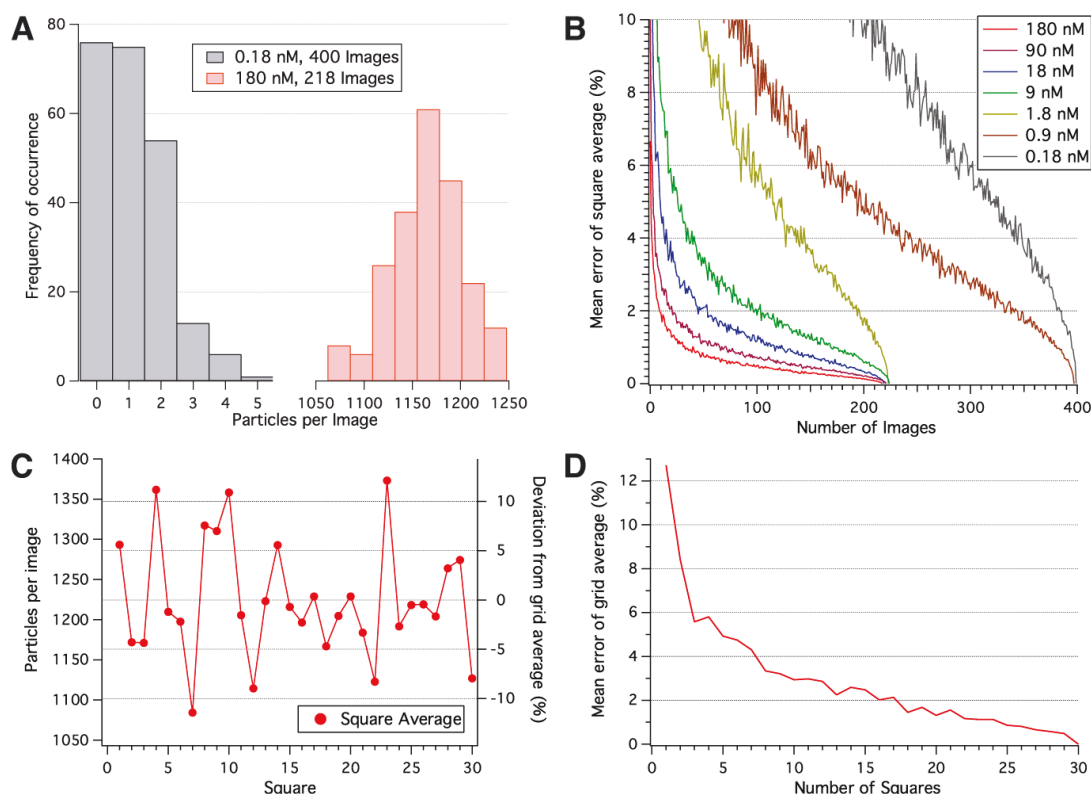 A
80
60
40
20
0
Frequency of occurrence
0.18 nM, 400 Images
180 nM, 218 Images
0 1 2 3 4 5
1050 1100 1150 1200 1250
Particles per Image
B
10
8
6
4
2
0
Mean error of square average (%)
180 nM
90 nM
18 nM
9 nM
1.8 nM
0.9 nM
0.18 nM
0 100 200 300 400
Number of Images
C
1400
1350
1300
1250
1200
1150
1100
1050
Particles per image
10
5
0
-5
-10
Deviation from grid average (%)
Square Average
0 5 10 15 20 25 30
Square
D
12
10
8
6
4
2
0
Mean error of grid average (%)
0 5 10 15 20 25 30
Number of Squares